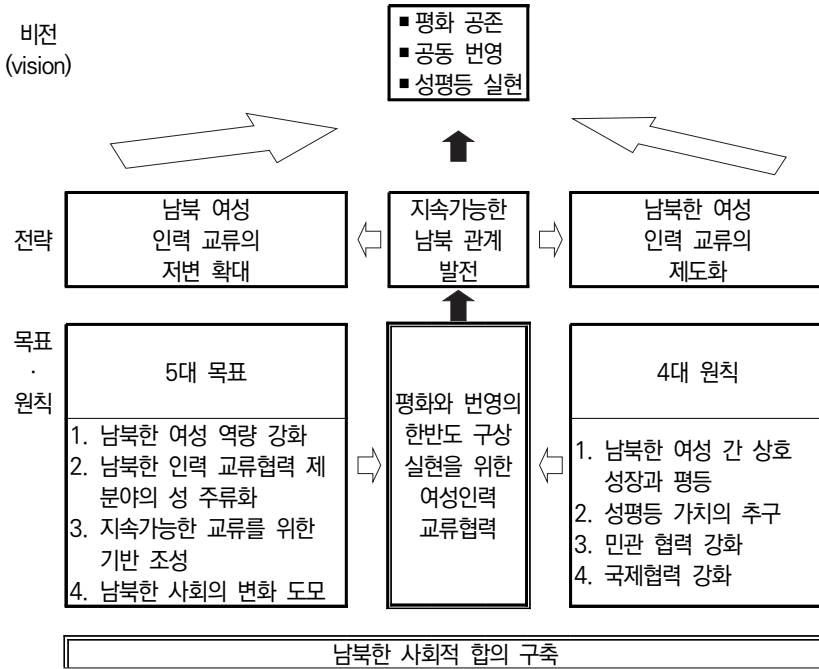 비전
(vision)
▪ 평화 공존
▪ 공동 번영
▪ 성평등 실현
전략
남북 여성
인력 교류의
저변 확대
지속가능한
남북 관계
발전
남북한 여성
인력 교류의
제도화
목표
·
원칙
5대 목표
1. 남북한 여성 역량 강화
2. 남북한 인력 교류협력 제
분야의 성 주류화
3. 지속가능한 교류를 위한
기반 조성
4. 남북한 사회의 변화 도모
평화와 번영의
한반도 구상
실현을 위한
여성인력
교류협력
4대 원칙
1. 남북한 여성 간 상호
성장과 평등
2. 성평등 가치의 추구
3. 민관 협력 강화
4. 국제협력 강화
남북한 사회적 합의 구축